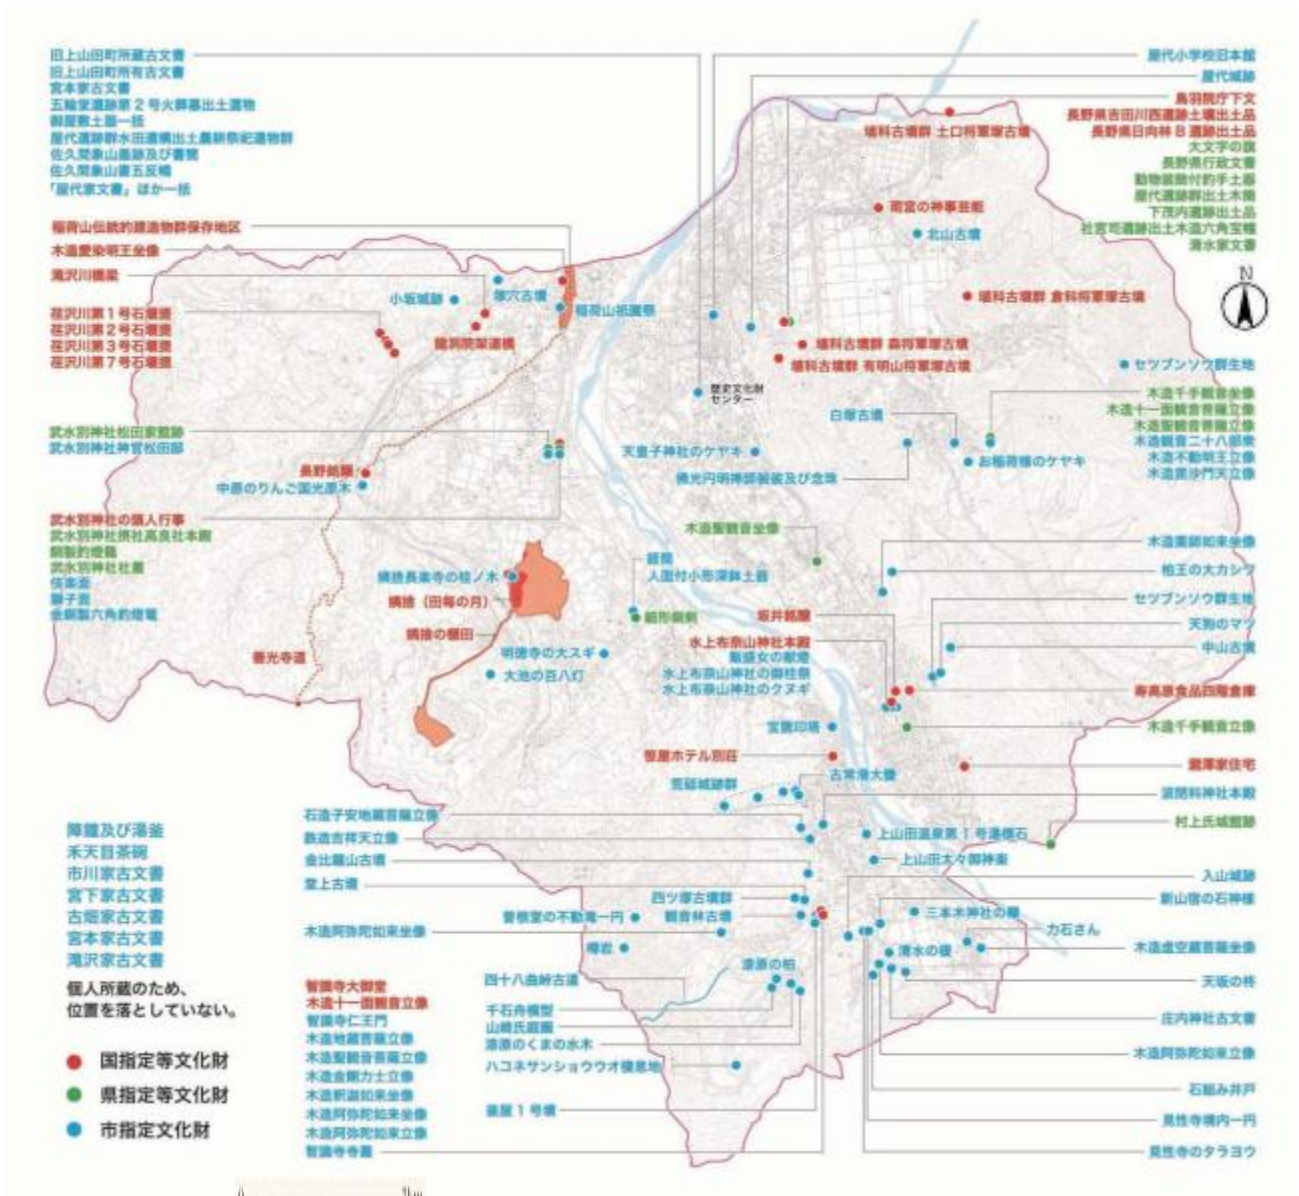 旧上山田町所蔵古文書
旧上山田町所有古文書
宮本家古文書
五輪堂遺跡第2号火葬墓出土遺物
御屋敷土器一括
屋代遺跡群水田遺構出土農耕祭祀遺物群
佐久間象山墨跡及び書簡
佐久間象山書五反幟
「屋代家文書」ほか一括
稲荷山伝統的建造物群保存地区
木造愛染明王坐像
滝沢川橋梁
荏沢川第1号石堰堤
荏沢川第2号石堰堤
荏沢川第3号石堰堤
荏沢川第7号石堰堤
武水別神社松田家館跡
武水別神社神官松田邸
武水別神社の頭人行事
武水別神社摂社高良社本殿
銅製釣燈籠
武水別神社社叢
伎楽面
獅子面
金銅製六角釣燈篭
小坂城跡
塚穴古墳
稲荷山祇園祭
龍洞院架道橋
長野銘醸
中原のりんご国光原木
姨捨長楽寺の桂ノ木
姨捨(田毎の月)
姨捨の棚田
善光寺道
大池の百八灯
明徳寺の大スギ
人面付小形深鉢土器
屋代小学校旧本館
屋代城跡
鳥羽院庁下文
長野県吉田川西遺跡土壙出土品
長野県日向林B遺跡出土品
大文字の旗
長野県行政文書
動物装飾付釣手土器
屋代遺跡群出土木簡
下茂内遺跡出土品
社宮司遺跡出土木造六角宝幢
清水家文書
埴科古墳群 土口将軍塚古墳
雨宮の神事芸能
北山古墳
埴科古墳群 倉科将軍塚古墳
埴科古墳群 森将軍塚古墳
埴科古墳群 有明山将軍塚古墳
歴史文化財
センター
N
セツブンソウ群生地
木造千手観音坐像
木造十一面観音菩薩立像
木造聖観音菩薩立像
木造観音二十八部衆
木造不動明王立像
木造毘沙門天立像
白塚古墳
天皇子神社のケヤキ
お稲荷様のケヤキ
佛光円明禅師袈裟及び念珠
木造聖観音坐像
木造薬師如来坐像
柏王の大カシワ
セツブンソウ群生地
天狗のマツ
中山古墳
坂井銘醸
水上布奈山神社本殿
飯盛女の献燈
水上布奈山神社の御柱祭
水上布奈山神社のクヌギ
寿高原食品四階倉庫
木造千手観音立像
宝篋印塔
笹屋ホテル別荘
瀧澤家住宅
荒砥城跡群
古常滑大甕
波閇科神社本殿
村上氏城館跡
上山田温泉第1号湯櫓石
上山田太々御神楽
入山城跡
新山宿の石神様
力石さん
木造虚空蔵菩薩坐像
清水の榎
天坂の柊
庄内神社古文書
木造阿弥陀如来立像
石組み井戸
見性寺境内一円
見性寺のタラヨウ
石造子安地蔵菩薩立像
鉄造吉祥天立像
金比羅山古墳
堂上古墳
四ツ塚古墳群
観音林古墳
曽根堂の不動滝一円
木造阿弥陀如来坐像
樽岩
四十八曲峠古道
漆原の柏
千石舟模型
山崎氏庭園
漆原のくまの水木
ハコネサンショウウオ棲息地
釜屋1号墳
陣鐘及び湯釜
禾天目茶碗
市川家古文書
宮下家古文書
古畑家古文書
宮本家古文書
滝沢家古文書
個人所蔵のため、
位置を落としていない。
国指定等文化財
県指定等文化財
市指定文化財
智識寺大御堂
木造十一面観音立像
智識寺仁王門
木造地蔵菩薩立像
木造聖観音菩薩立像
木造金剛力士立像
木造釈迦如来坐像
木造阿弥陀如来坐像
木造阿弥陀如来立像
智識寺寺叢